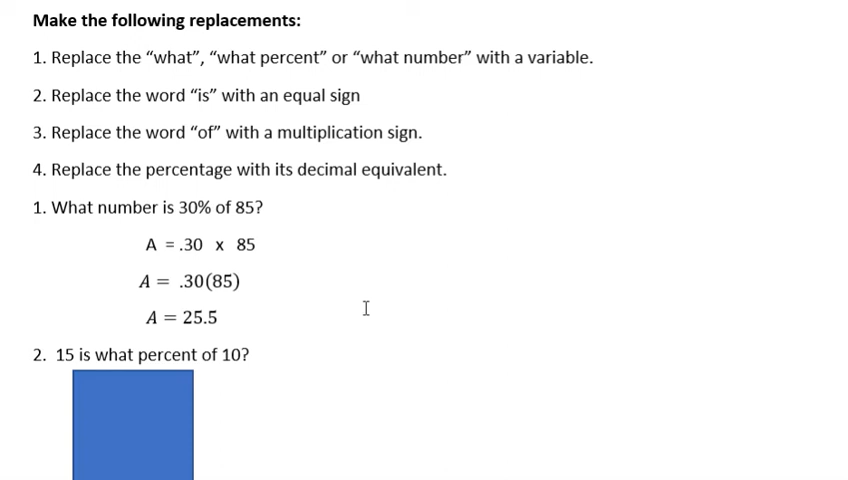 Make the following replacements:
1. Replace the “what”, “what percent” or “what number” with a variable.
2. Replace the word “is” with an equal sign
3. Replace the word “of” with a multiplication sign.
4. Replace the percentage with its decimal equivalent.
1. What number is 30% of 85?
A = .30 x 85
A = .30(85)
A = 25.5
2. 15 is what percent of 10?